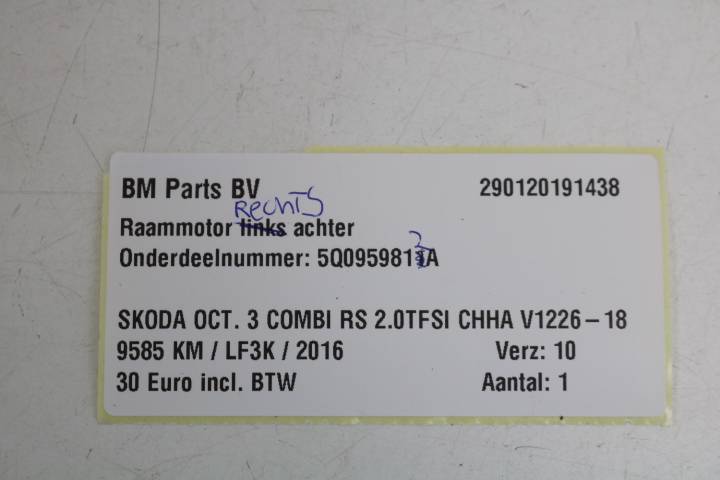 BM Parts BV 290120191438
Rechts
Raammotor links achter
Onderdeelnummer: 5Q0959812A
SKODA OCT. 3 COMBI RS 2.0TFSI CHHA V1226-18
9585 KM / LF3K / 2016 Verz: 10
30 Euro incl. BTW Aantal: 1